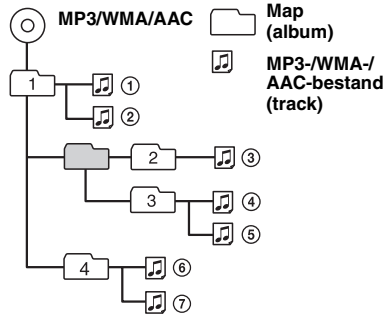 MP3/WMA/AAC
Map
(album)
MP3-/WMA-/
AAC-bestand
(track)
1
①
②
2
③
3
④
⑤
4
⑥
⑦